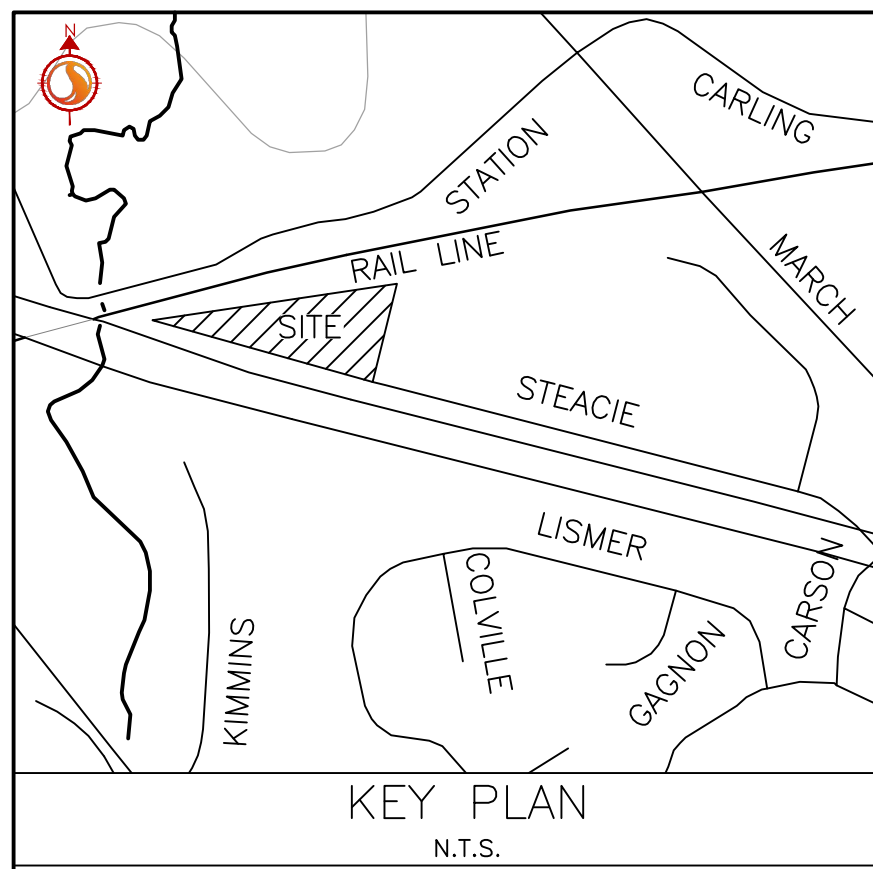 N
CARLING
STATION
MARCH
RAIL LINE
SITE
STEACIE
LISMER
CARSON
COLVILLE
GAGNON
KIMMINS
KEY PLAN
N.T.S.